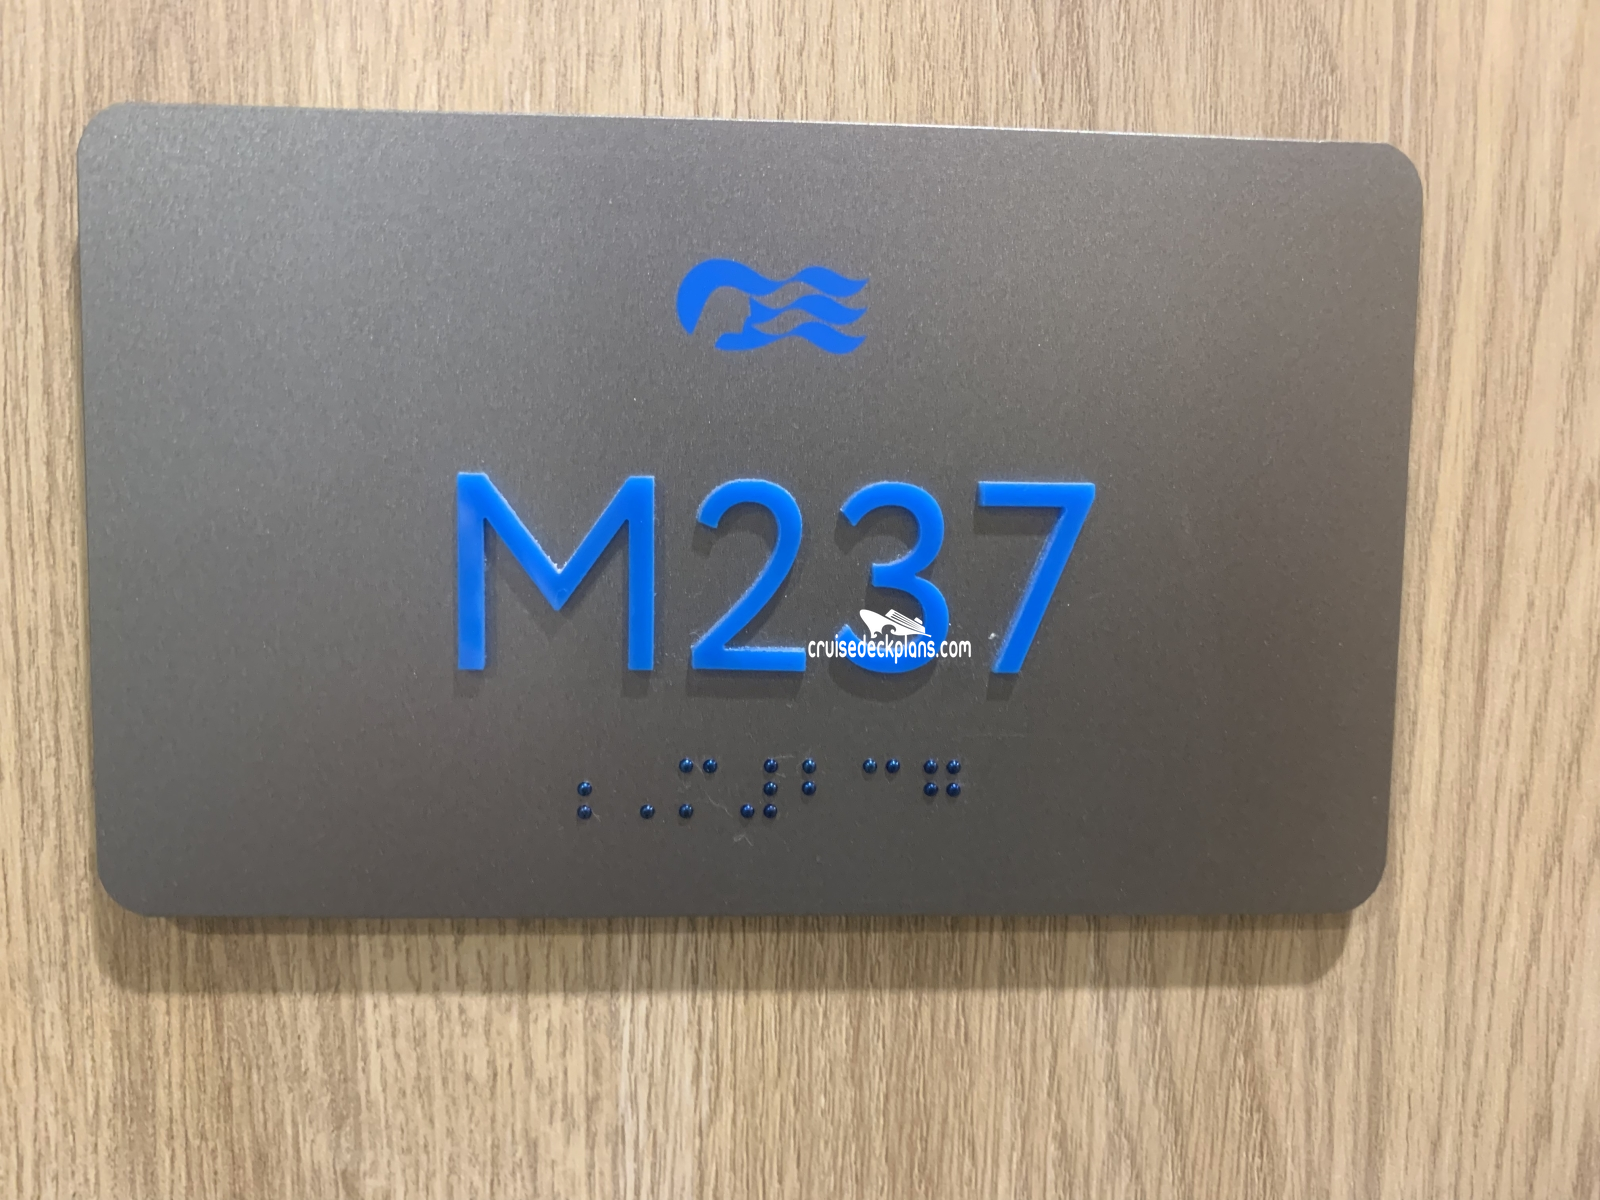 M237
cruisedeckplans.com
⠆⠠⠍⠼⠃⠉⠛